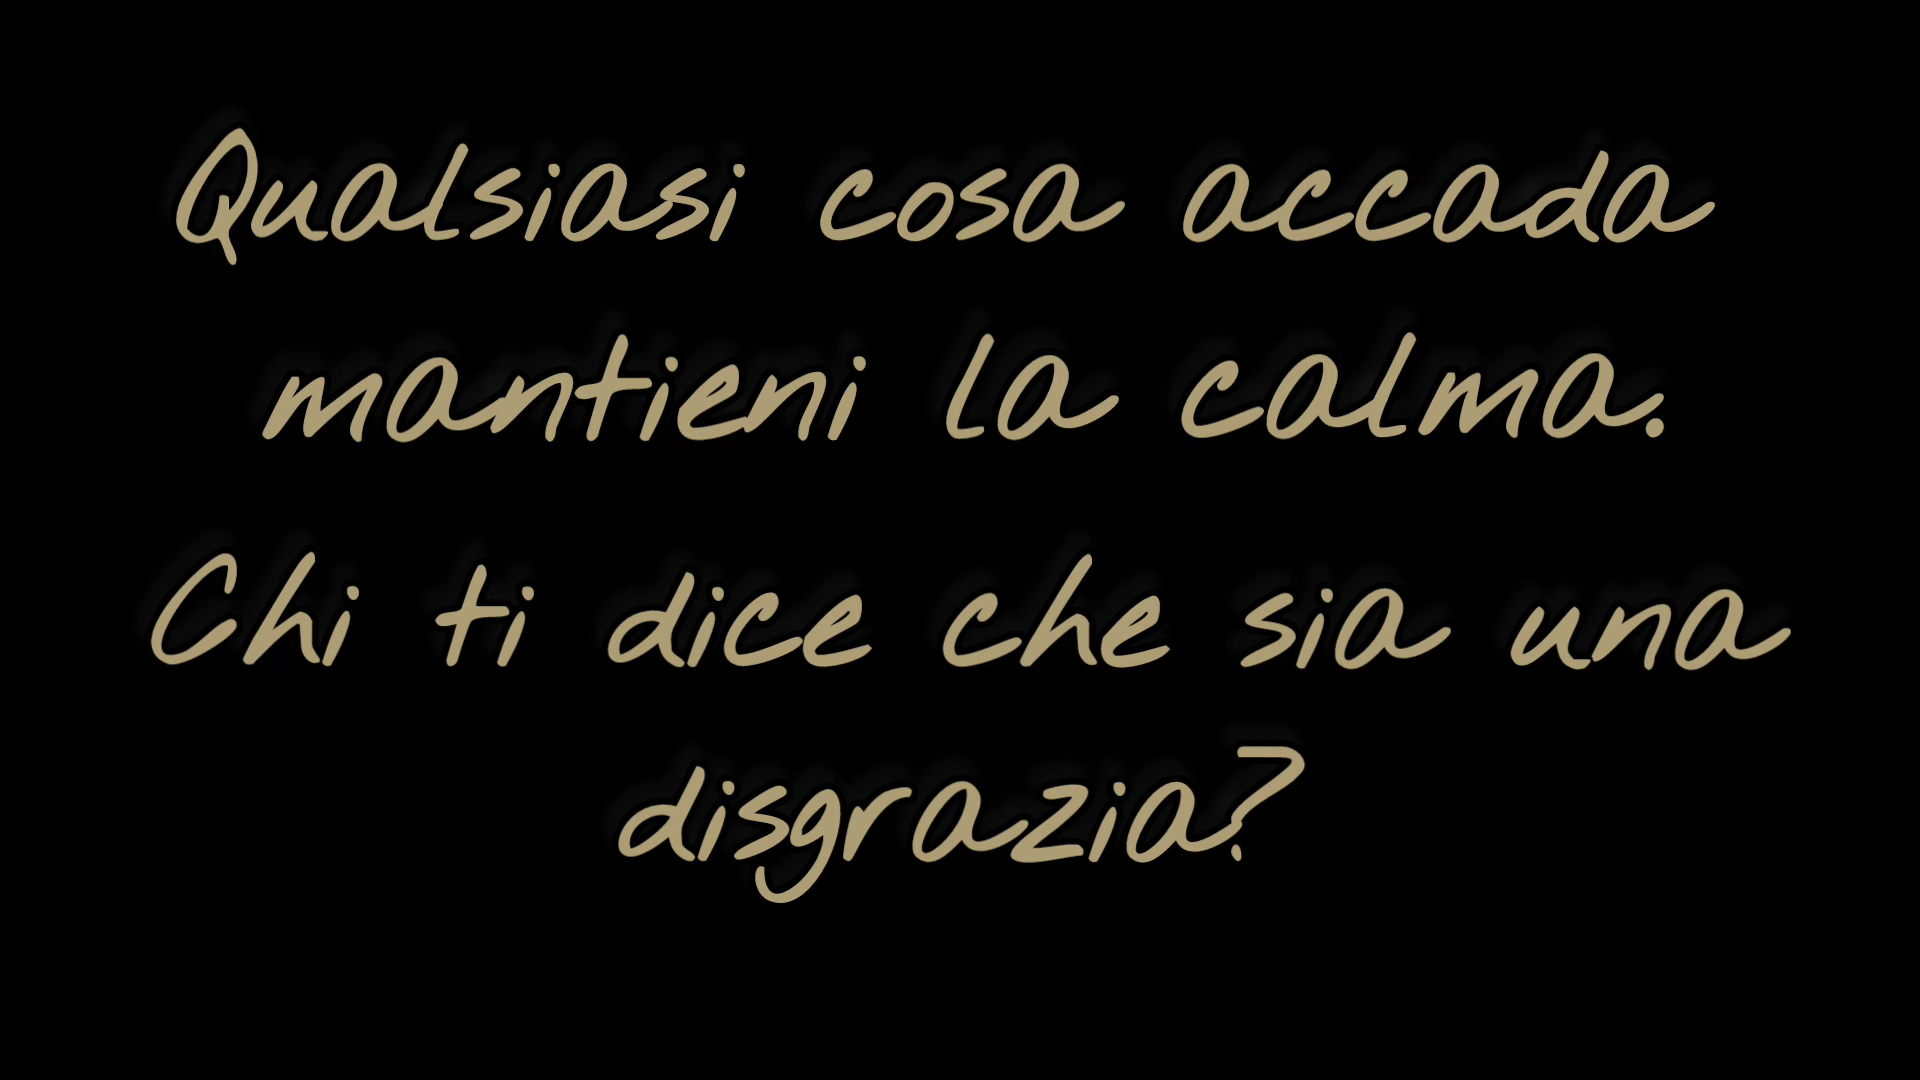 Qualsiasi cosa accada
mantieni la calma.
Chi ti dice che sia una
disgrazia?